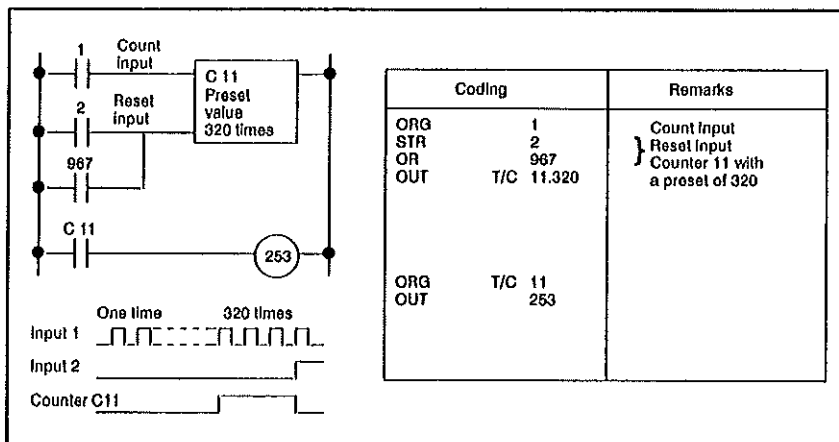 1
Count
input
C 11
Preset
value
320 times
2
Reset
input
967
C 11
253
One time 320 times
Input 1
Input 2
Counter C11
Coding Remarks
ORG 1 Count input
STR 2 } Reset input
OR 967 Counter 11 with
OUT T/C 11.320 a preset of 320
ORG T/C 11
OUT 253